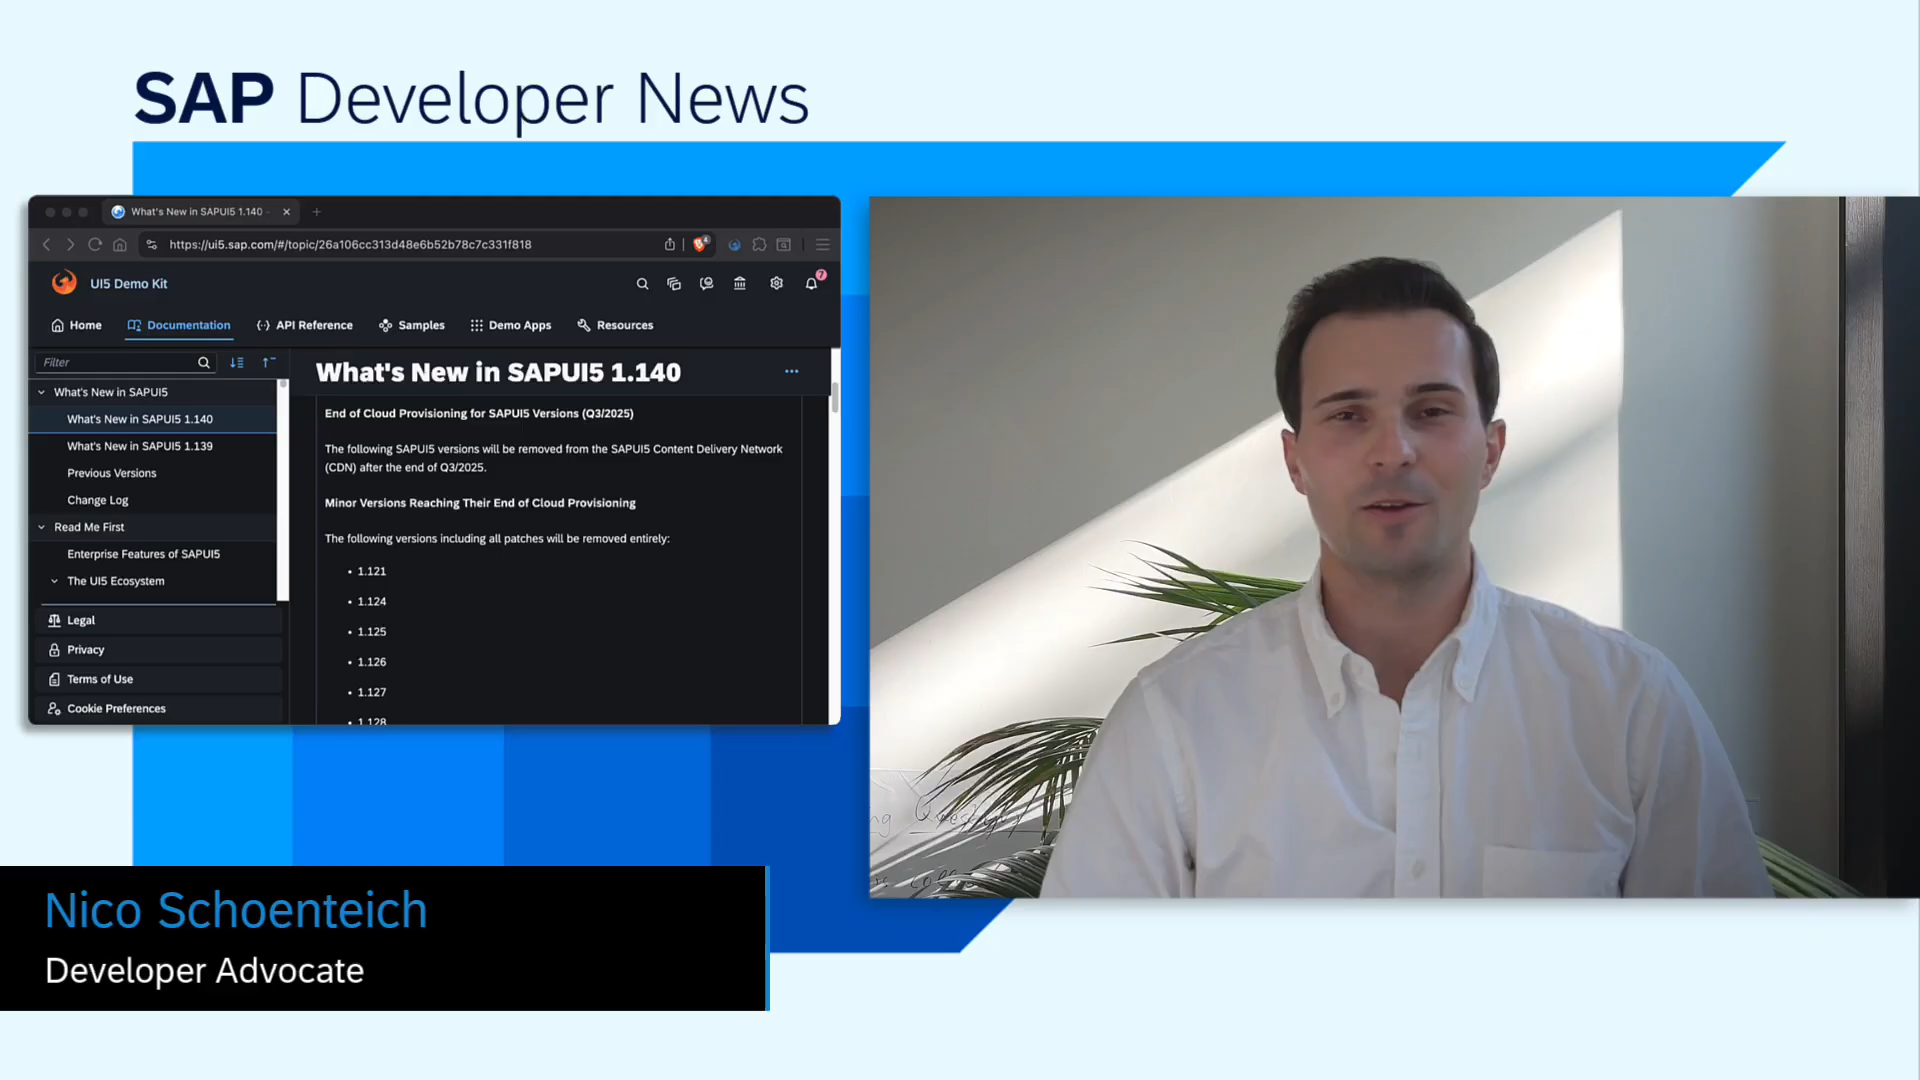 SAP Developer News
What's New in SAPUI5 1.140 -
https://ui5.sap.com/#/topic/26a106cc313d48e6b52b78c7c331f818
4
UI5 Demo Kit
7
Home
Documentation
API Reference
Samples
Demo Apps
Resources
Filter
What's New in SAPUI5
What's New in SAPUI5 1.140
What's New in SAPUI5 1.139
Previous Versions
Change Log
Read Me First
Enterprise Features of SAPUI5
The UI5 Ecosystem
Legal
Privacy
Terms of Use
Cookie Preferences
What's New in SAPUI5 1.140
End of Cloud Provisioning for SAPUI5 Versions (Q3/2025)
The following SAPUI5 versions will be removed from the SAPUI5 Content Delivery Network
(CDN) after the end of Q3/2025.
Minor Versions Reaching Their End of Cloud Provisioning
The following versions including all patches will be removed entirely:
• 1.121
• 1.124
• 1.125
• 1.126
• 1.127
• 1.128
Nico Schoenteich
Developer Advocate